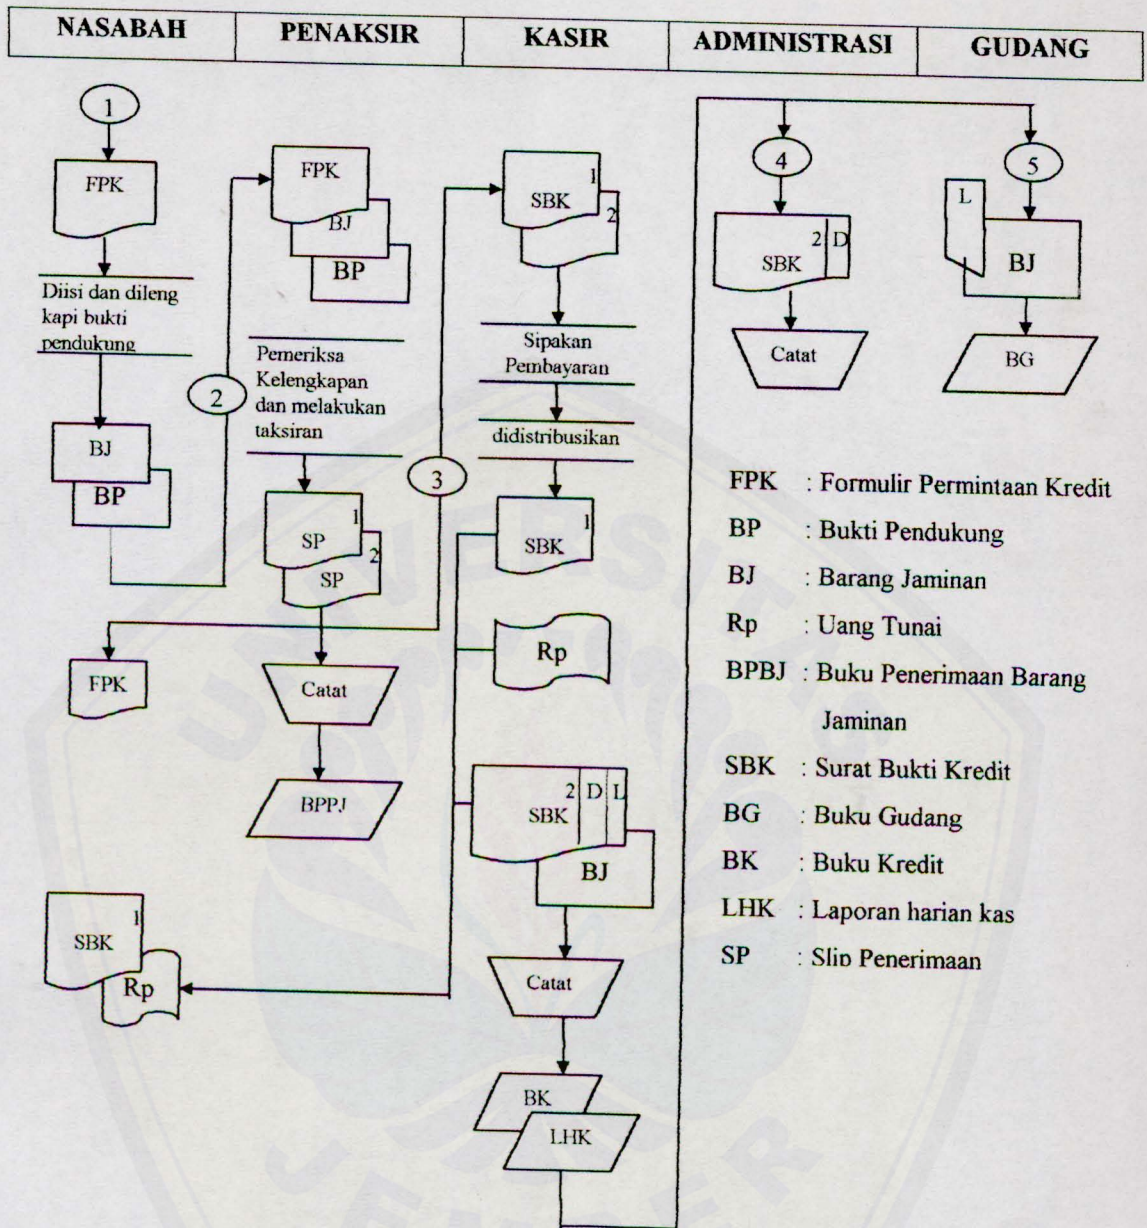 NASABAH PENAKSIR KASIR ADMINISTRASI GUDANG
1
FPK
Diisi dan dileng
kapi bukti
pendukung
BJ
BP
2
FPK
SBK
1
Rp
FPK
BJ
BP
Pemeriksa
Kelengkapan
dan melakukan
taksiran
SP
1
SP
2
Catat
BPPJ
3
SBK
1
2
Sipakan
Pembayaran
didistribusikan
SBK
1
Rp
SBK
2 D L
BJ
Catat
BK
LHK
4
SBK
2 D
Catat
5
L
BJ
BG
FPK : Formulir Permintaan Kredit
BP : Bukti Pendukung
BJ : Barang Jaminan
Rp : Uang Tunai
BPBJ : Buku Penerimaan Barang
Jaminan
SBK : Surat Bukti Kredit
BG : Buku Gudang
BK : Buku Kredit
LHK : Laporan harian kas
SP : Slip Penerimaan
UNIVERSITAS
JEMBER